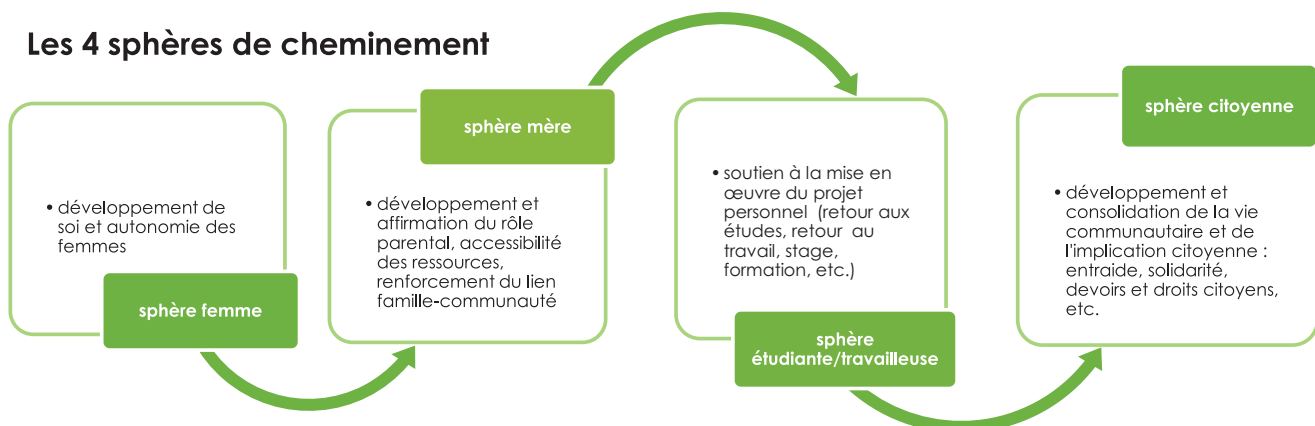 Les 4 sphères de cheminement
• développement de
soi et autonomie des
femmes
sphère femme
sphère mère
• développement et
affirmation du rôle
parental, accessibilité
des ressources,
renforcement du lien
famille-communauté
• soutien à la mise en
œuvre du projet
personnel (retour aux
études, retour au
travail, stage,
formation, etc.)
sphère
étudiante/travailleuse
sphère citoyenne
• développement et
consolidation de la vie
communautaire et de
l'implication citoyenne :
entraide, solidarité,
devoirs et droits citoyens,
etc.